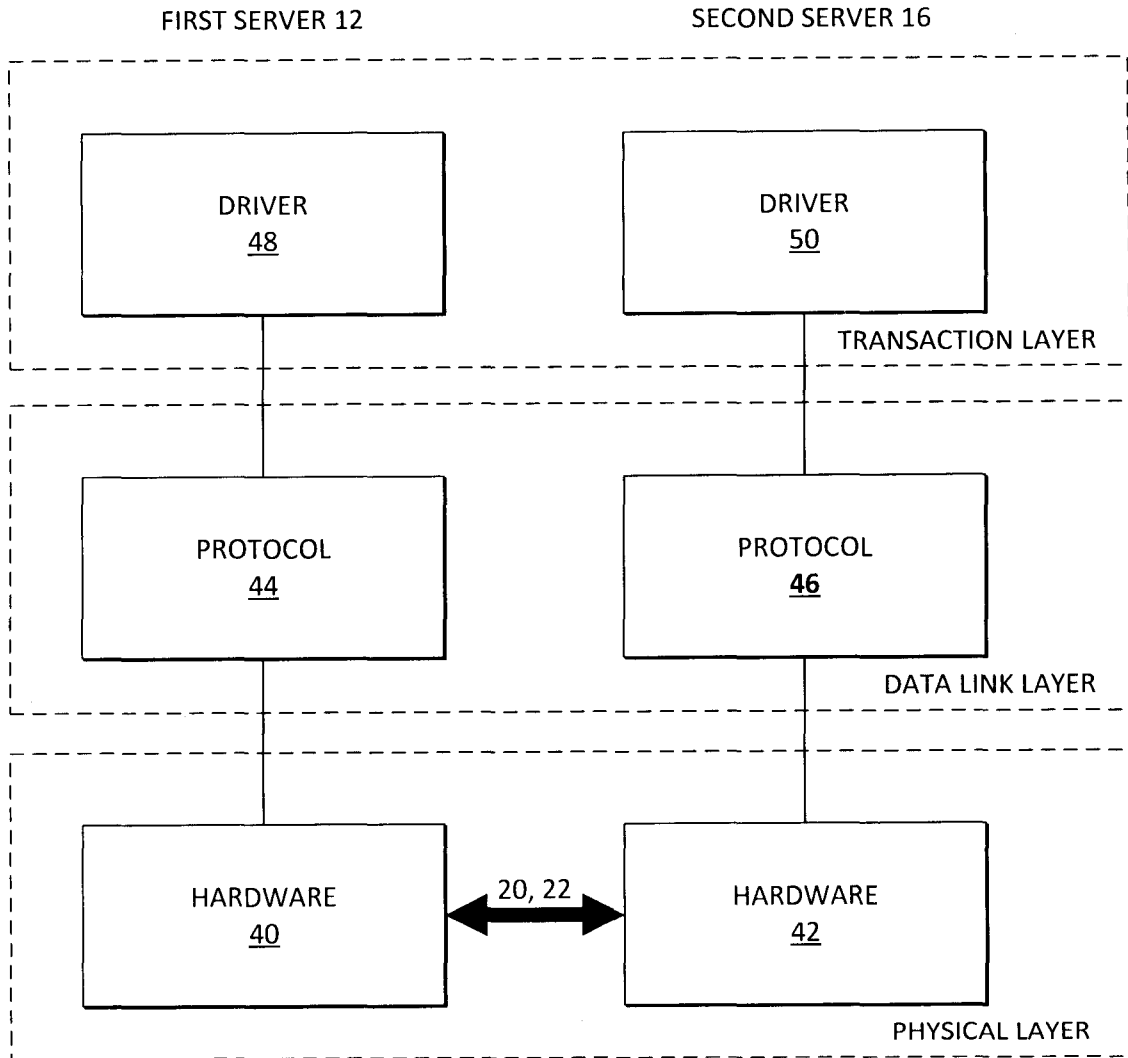 FIRST SERVER 12
SECOND SERVER 16
DRIVER
48
DRIVER
50
TRANSACTION LAYER
PROTOCOL
44
PROTOCOL
46
DATA LINK LAYER
HARDWARE
40
20, 22
HARDWARE
42
PHYSICAL LAYER